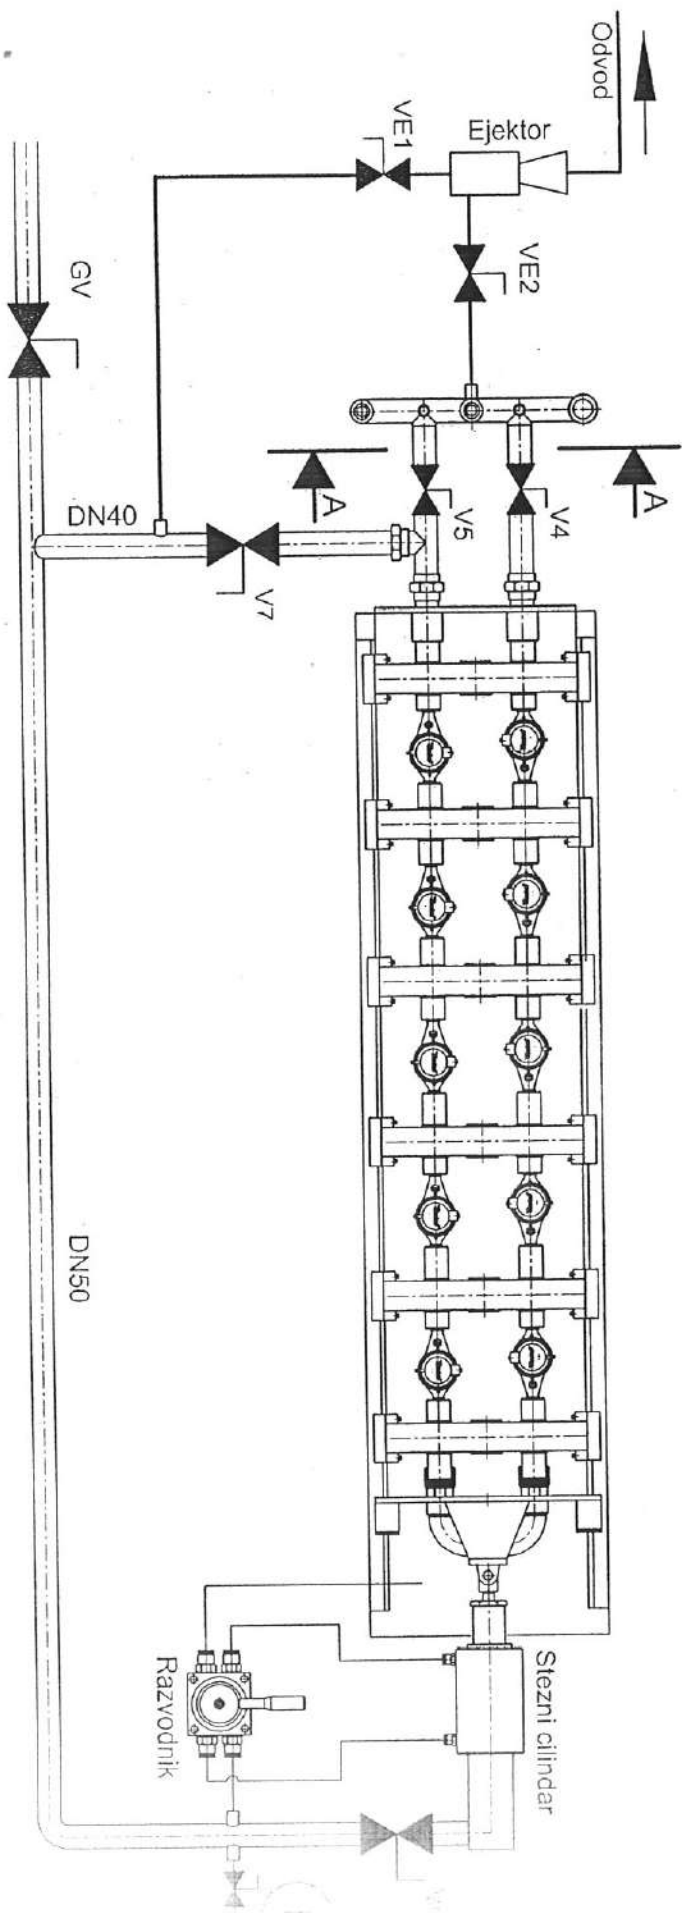 Odvod
Ejektor
VE1
VE2
GV
A
A
DN40
V5
V4
V7
DN50
Stezni cilindar
Razvodnik